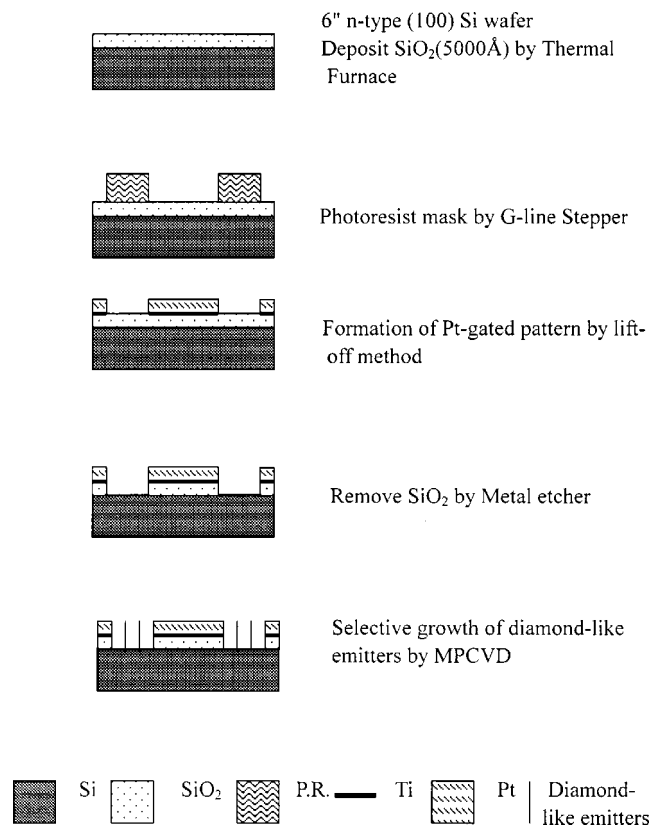 6" n-type (100) Si wafer
Deposit SiO₂(5000Å) by Thermal
Furnace
Photoresist mask by G-line Stepper
Formation of Pt-gated pattern by lift-
off method
Remove SiO₂ by Metal etcher
Selective growth of diamond-like
emitters by MPCVD
Si SiO₂ P.R. Ti Pt Diamond-
like emitters